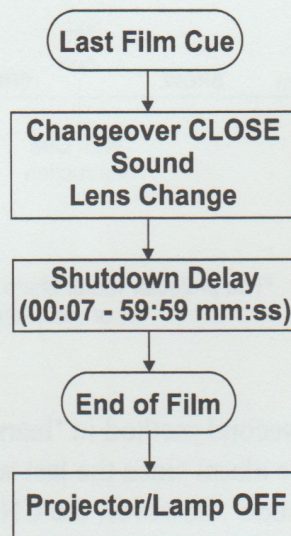 Last Film Cue
Changeover CLOSE
Sound
Lens Change
Shutdown Delay
(00:07 - 59:59 mm:ss)
End of Film
Projector/Lamp OFF